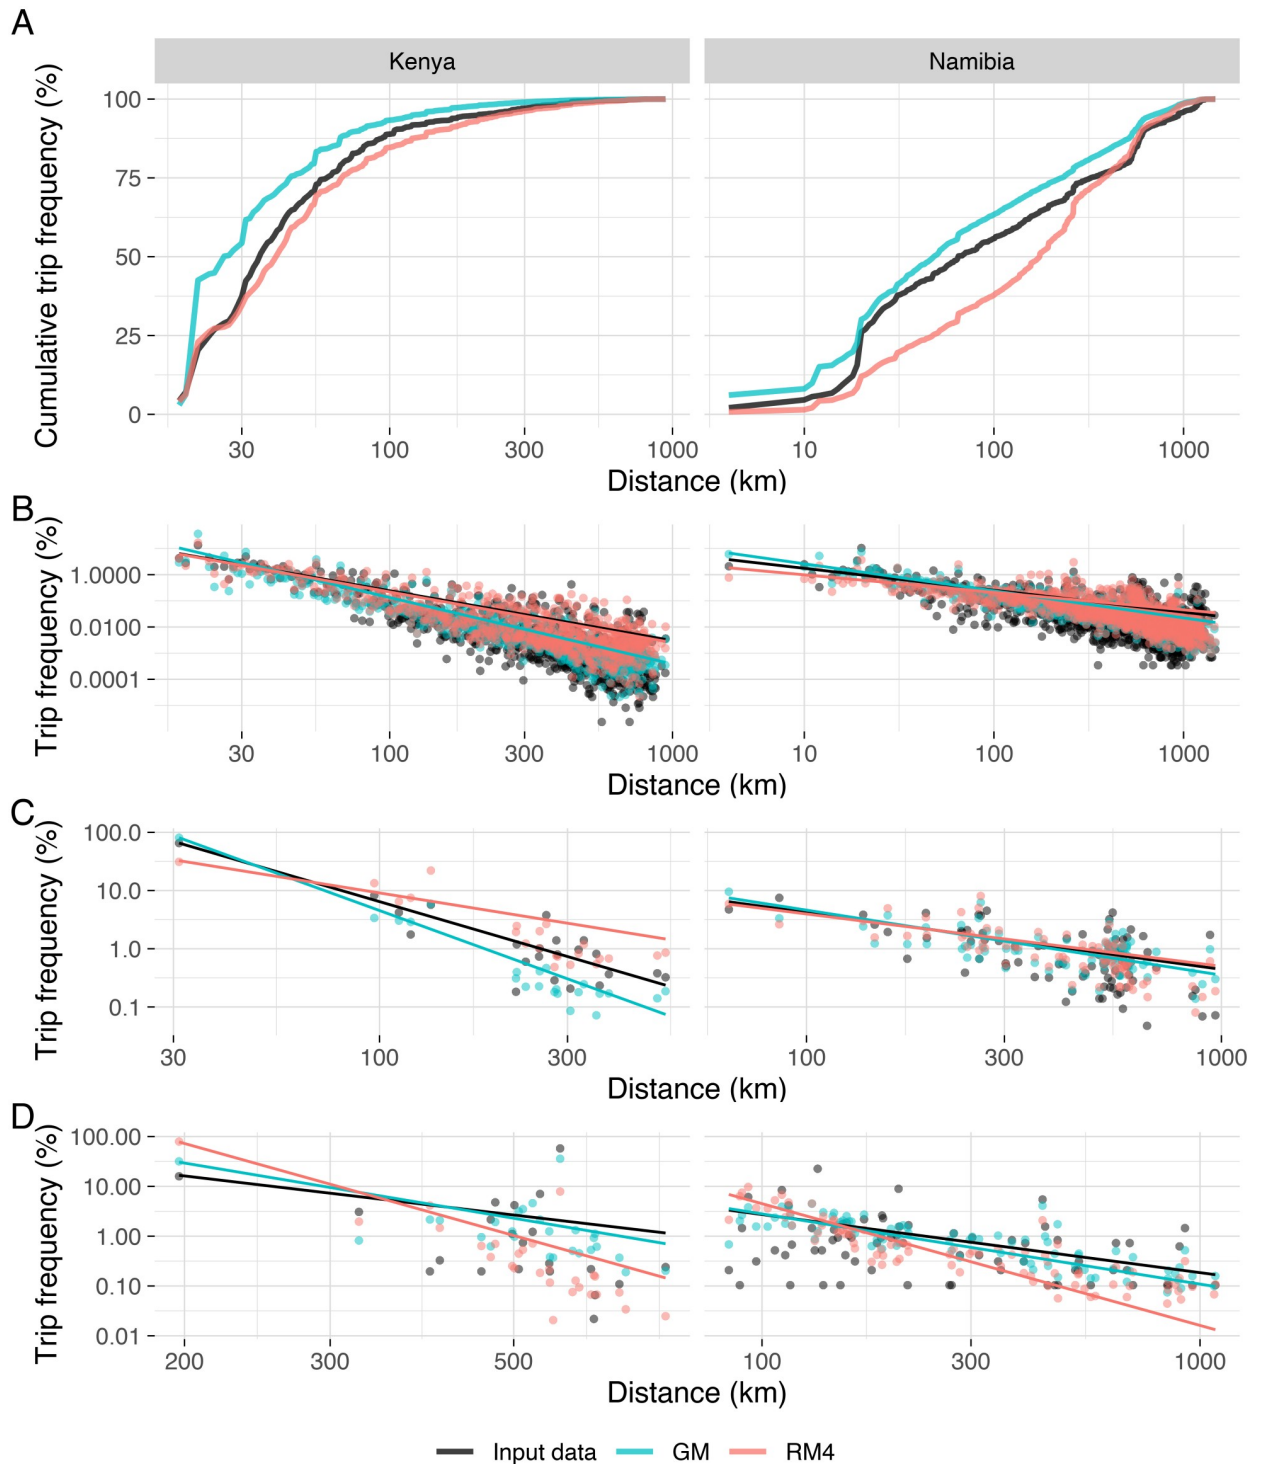 A
Kenya
Namibia
Cumulative trip frequency (%)
100
75
50
25
0
30 100 300 1000
10 100 1000
Distance (km)
B
Trip frequency (%)
1.0000
0.0100
0.0001
30 100 300 1000
10 100 1000
Distance (km)
C
Trip frequency (%)
100.0
10.0
1.0
0.1
30 100 300
100 300 1000
Distance (km)
D
Trip frequency (%)
100.00
10.00
1.00
0.10
0.01
200 300 500
100 300 1000
Distance (km)
Input data GM RM4